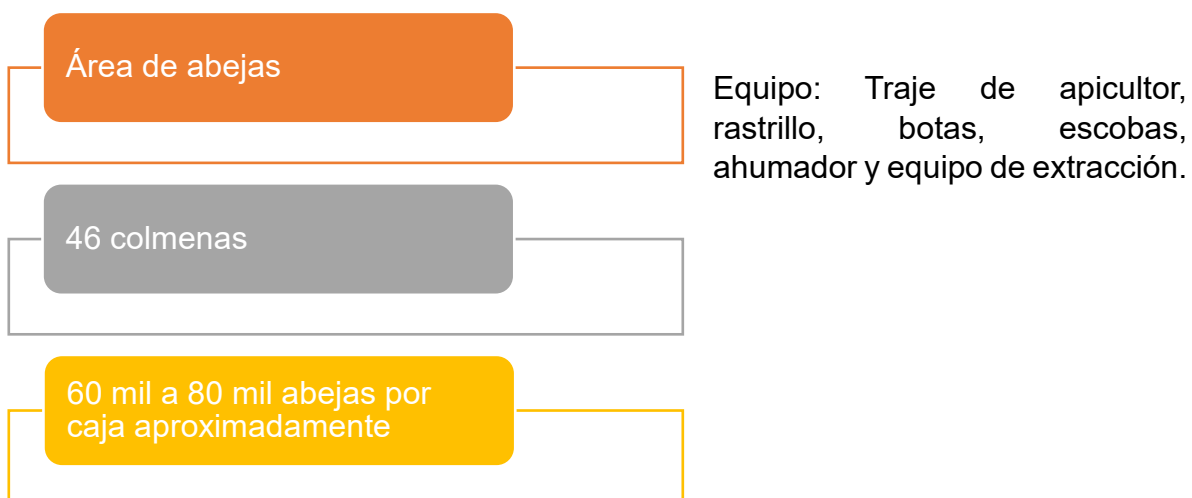 Área de abejas
46 colmenas
60 mil a 80 mil abejas por
caja aproximadamente
Equipo: Traje de apicultor,
rastrillo, botas, escobas,
ahumador y equipo de extracción.